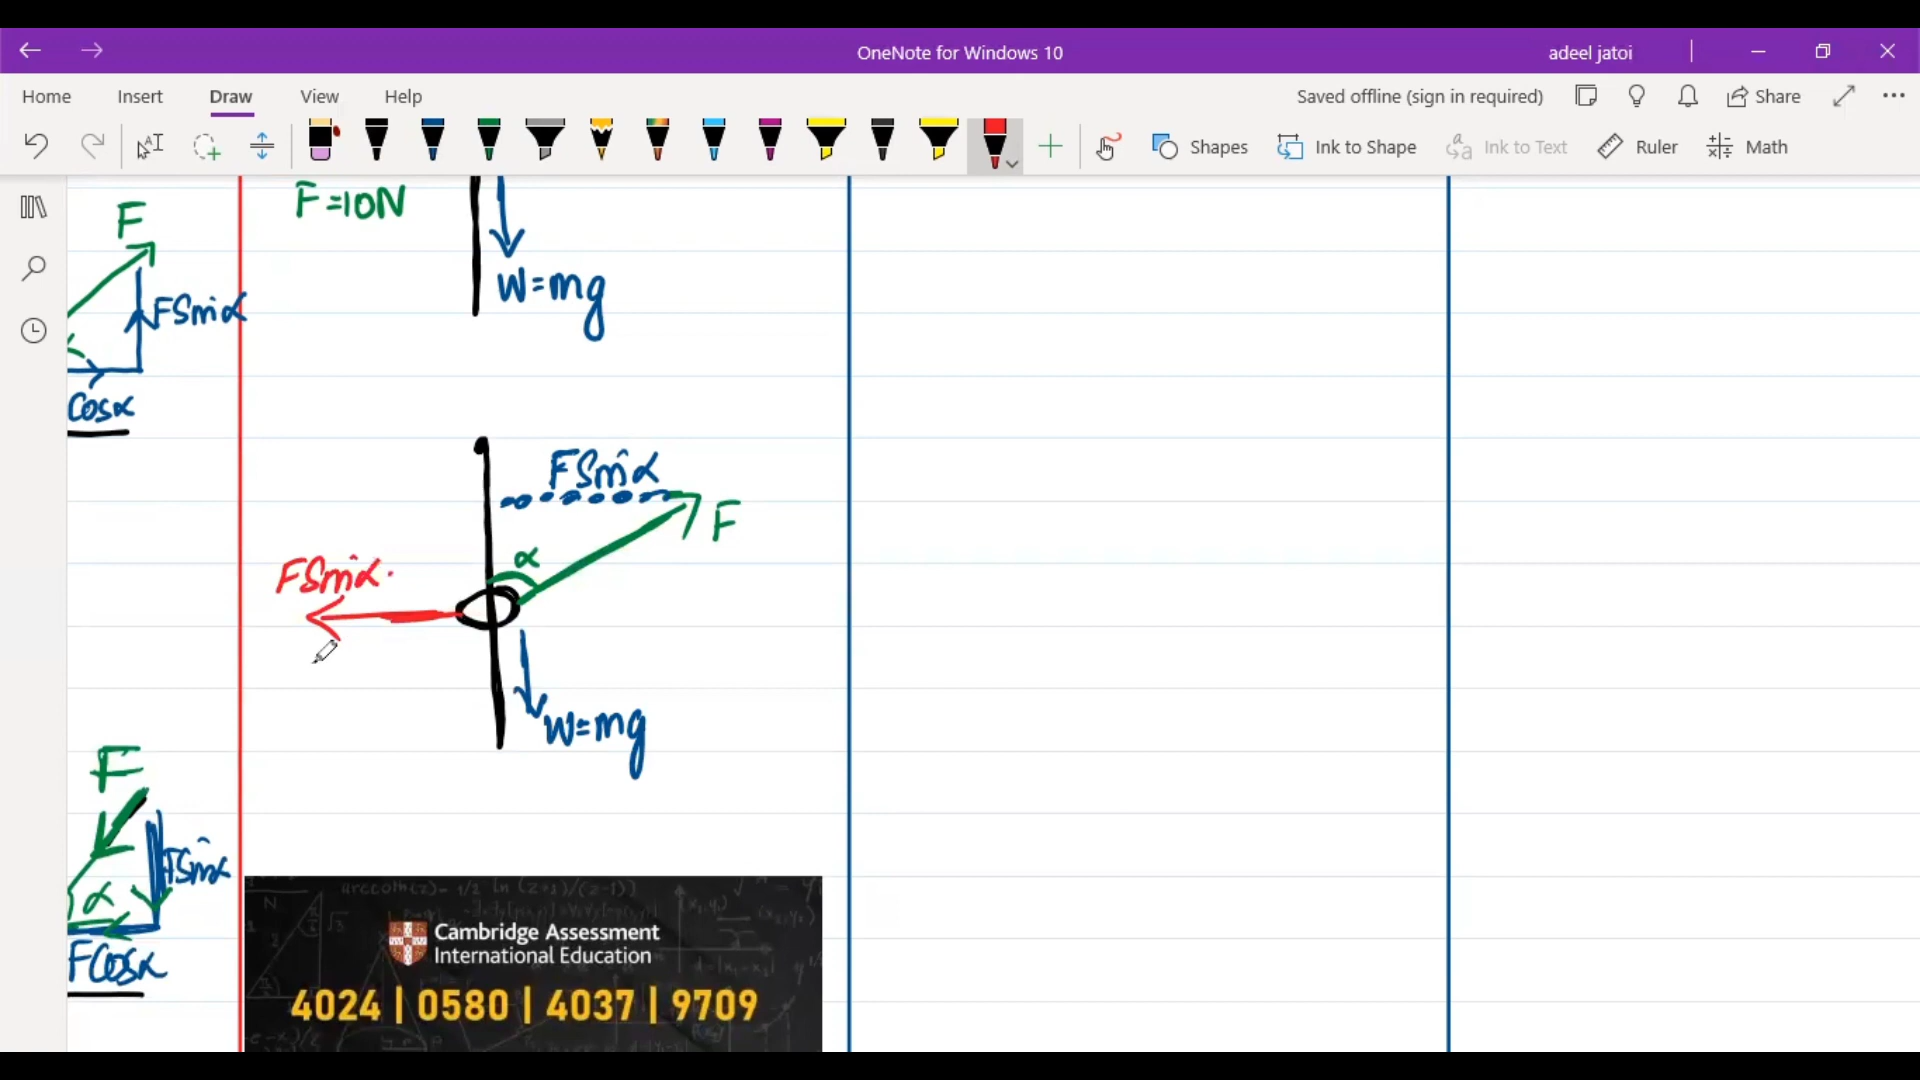 OneNote for Windows 10
adeel jatoi
Home Insert Draw View Help
Saved offline (sign in required)
Share
Shapes
Ink to Shape
Ink to Text
Ruler
Math
F
FSinα
Cosα
F=10N
W=mg
FSinα
F
α
FSinα.
W=mg
F
FSinα
α
FCosα
Cambridge Assessment
International Education
4024 | 0580 | 4037 | 9709